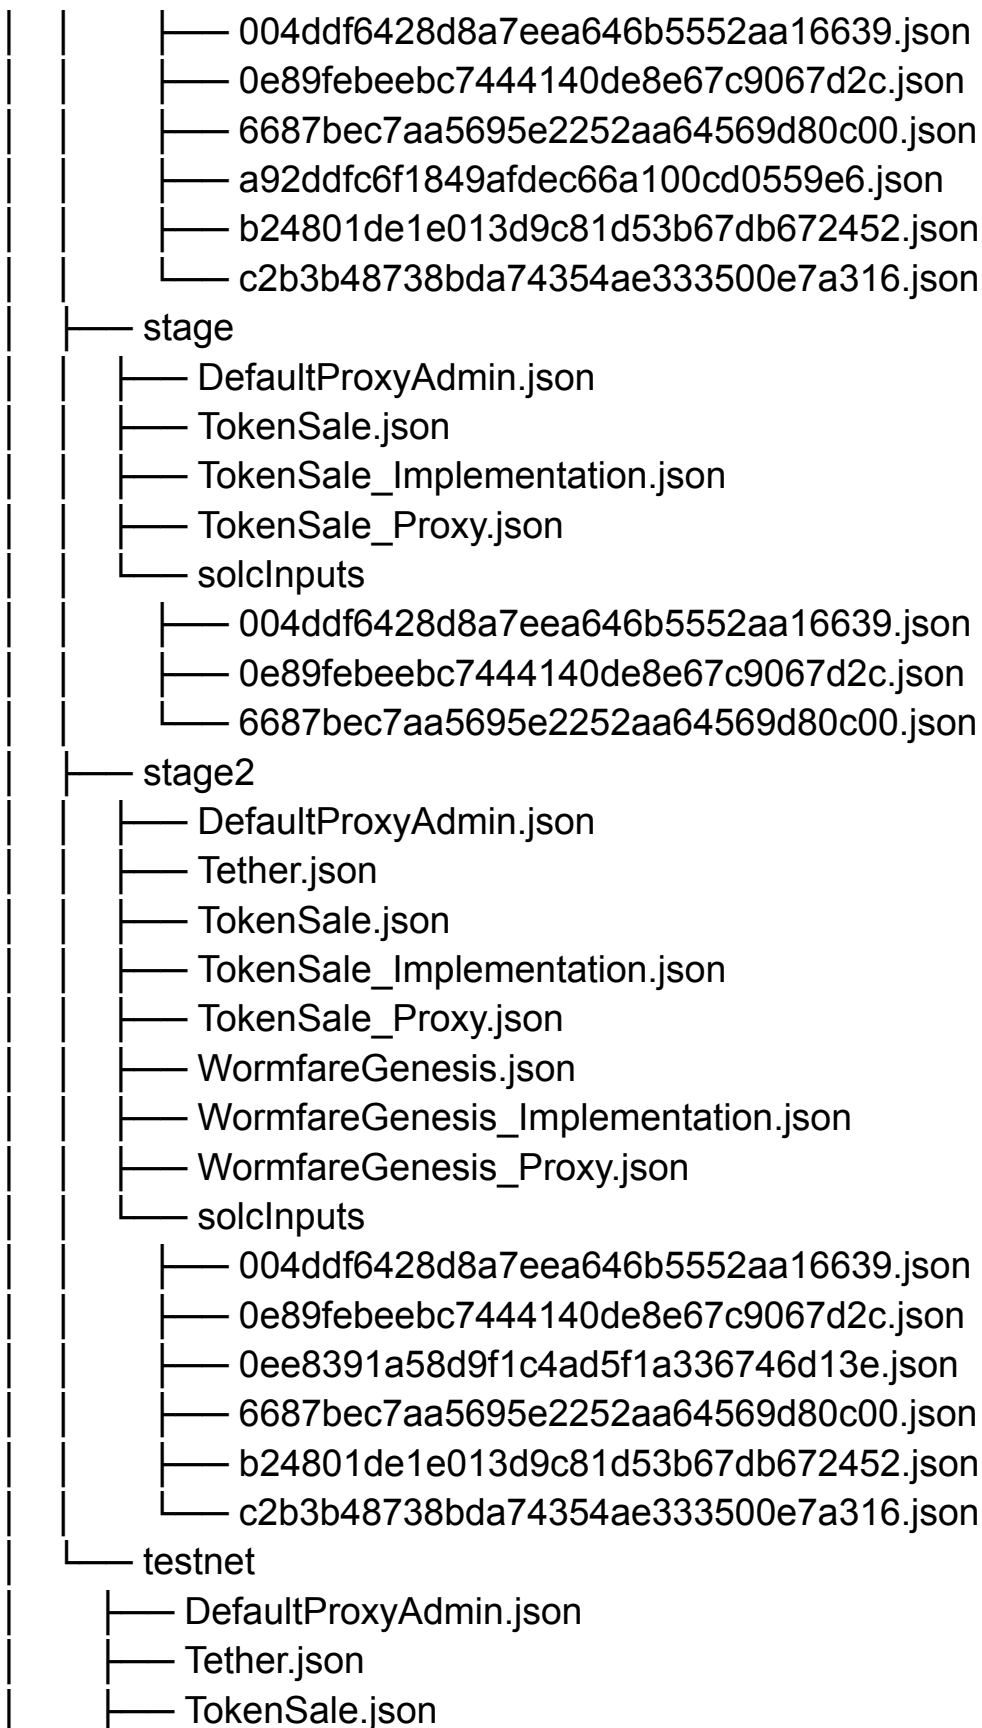 │   │       ├── 004ddf6428d8a7eea646b5552aa16639.json
│   │       ├── 0e89febeebc7444140de8e67c9067d2c.json
│   │       ├── 6687bec7aa5695e2252aa64569d80c00.json
│   │       ├── a92ddfc6f1849afdec66a100cd0559e6.json
│   │       ├── b24801de1e013d9c81d53b67db672452.json
│   │       └── c2b3b48738bda74354ae333500e7a316.json
│   ├── stage
│   │   ├── DefaultProxyAdmin.json
│   │   ├── TokenSale.json
│   │   ├── TokenSale_Implementation.json
│   │   ├── TokenSale_Proxy.json
│   │   └── solcInputs
│   │       ├── 004ddf6428d8a7eea646b5552aa16639.json
│   │       ├── 0e89febeebc7444140de8e67c9067d2c.json
│   │       └── 6687bec7aa5695e2252aa64569d80c00.json
│   ├── stage2
│   │   ├── DefaultProxyAdmin.json
│   │   ├── Tether.json
│   │   ├── TokenSale.json
│   │   ├── TokenSale_Implementation.json
│   │   ├── TokenSale_Proxy.json
│   │   ├── WormfareGenesis.json
│   │   ├── WormfareGenesis_Implementation.json
│   │   ├── WormfareGenesis_Proxy.json
│   │   └── solcInputs
│   │       ├── 004ddf6428d8a7eea646b5552aa16639.json
│   │       ├── 0e89febeebc7444140de8e67c9067d2c.json
│   │       ├── 0ee8391a58d9f1c4ad5f1a336746d13e.json
│   │       ├── 6687bec7aa5695e2252aa64569d80c00.json
│   │       ├── b24801de1e013d9c81d53b67db672452.json
│   │       └── c2b3b48738bda74354ae333500e7a316.json
│   └── testnet
│       ├── DefaultProxyAdmin.json
│       ├── Tether.json
│       ├── TokenSale.json